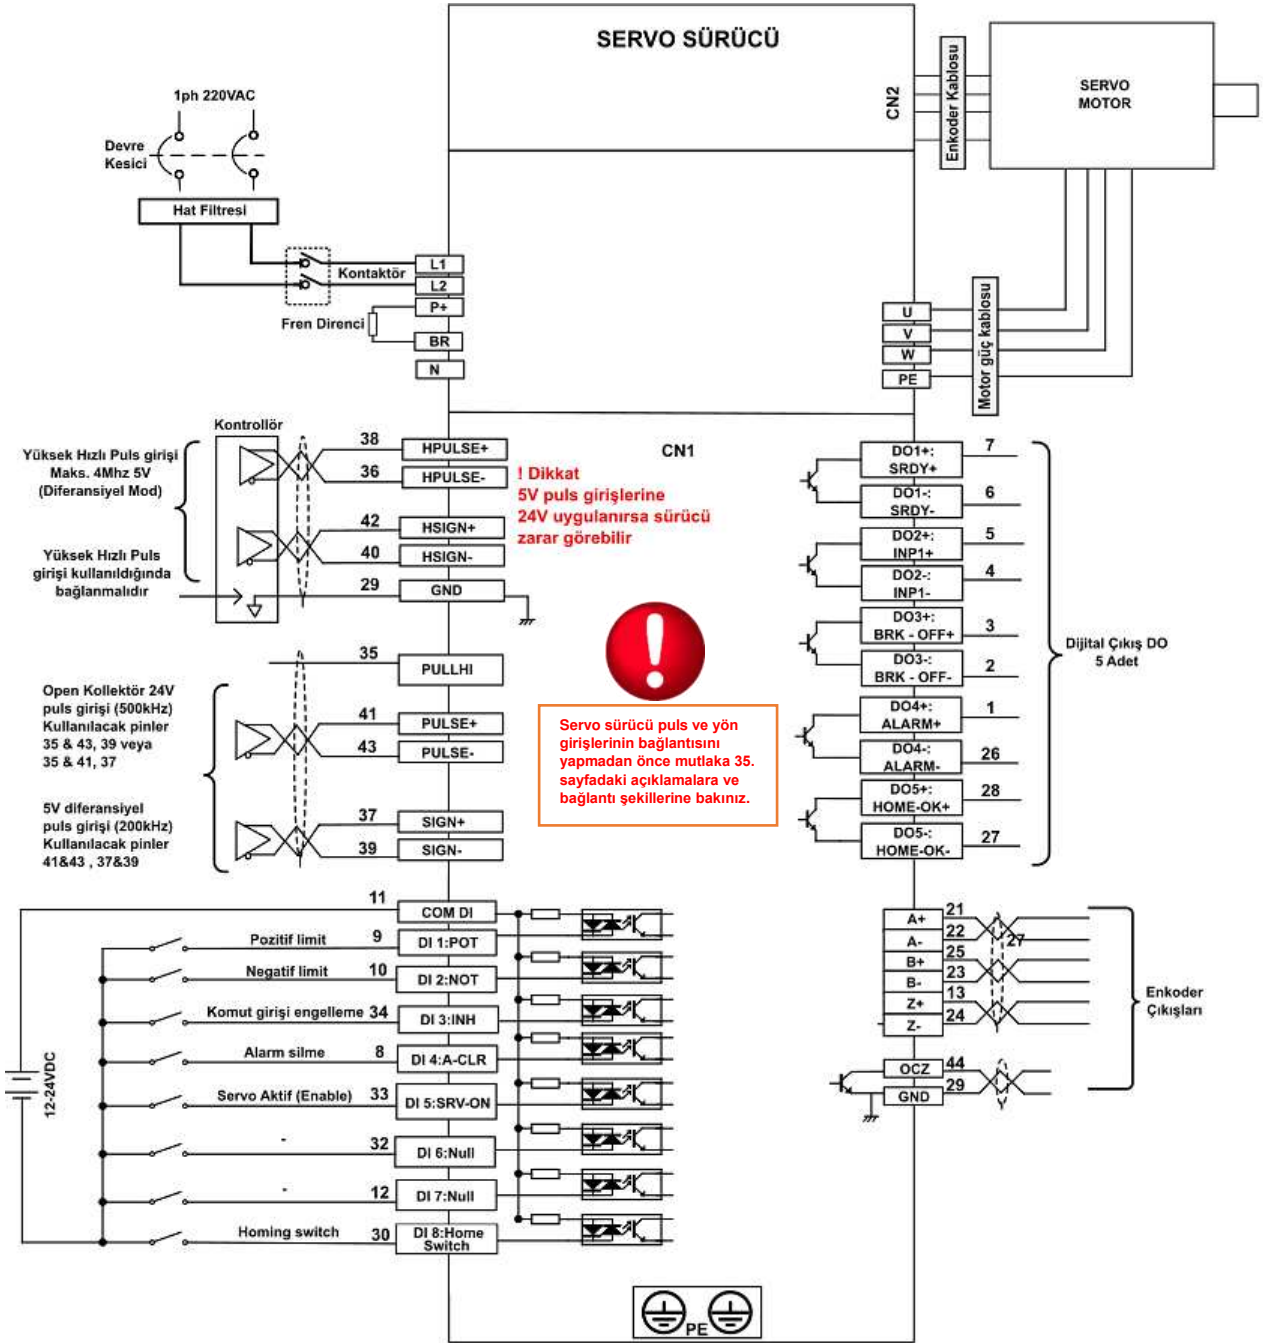 SERVO SÜRÜCÜ
CN2
Enkoder Kablosu
SERVO
MOTOR
1ph 220VAC
Devre
Kesici
Hat Filtresi
Kontaktör
L1
L2
P+
Fren Direnci
BR
N
U
V
W
PE
Motor güç kablosu
CN1
Kontrollör
Yüksek Hızlı Puls girişi
Maks. 4Mhz 5V
(Diferansiyel Mod)
Yüksek Hızlı Puls
girişi kullanıldığında
bağlanmalıdır
38 HPULSE+
36 HPULSE-
42 HSIGN+
40 HSIGN-
29 GND
! Dikkat
5V puls girişlerine
24V uygulanırsa sürücü
zarar görebilir
35 PULLHI
41 PULSE+
43 PULSE-
37 SIGN+
39 SIGN-
Open Kollektör 24V
puls girişi (500kHz)
Kullanılacak pinler
35 & 43, 39 veya
35 & 41, 37
5V diferansiyel
puls girişi (200kHz)
Kullanılacak pinler
41&43 , 37&39
Servo sürücü puls ve yön
girişlerinin bağlantısını
yapmadan önce mutlaka 35.
sayfadaki açıklamalara ve
bağlantı şekillerine bakınız.
DO1+:
SRDY+
7
DO1-:
SRDY-
6
DO2+:
INP1+
5
DO2-:
INP1-
4
DO3+:
BRK - OFF+
3
DO3-:
BRK - OFF-
2
DO4+:
ALARM+
1
DO4-:
ALARM-
26
DO5+:
HOME-OK+
28
DO5-:
HOME-OK-
27
Dijital Çıkış DO
5 Adet
11 COM DI
Pozitif limit 9 DI 1:POT
Negatif limit 10 DI 2:NOT
Komut girişi engelleme 34 DI 3:INH
Alarm silme 8 DI 4:A-CLR
Servo Aktif (Enable) 33 DI 5:SRV-ON
- 32 DI 6:Null
- 12 DI 7:Null
Homing switch 30 DI 8:Home
Switch
12-24VDC
A+ 21
A- 22 27
B+ 25
B- 23
Z+ 13
Z- 24
OCZ 44
GND 29
Enkoder
Çıkışları
PE